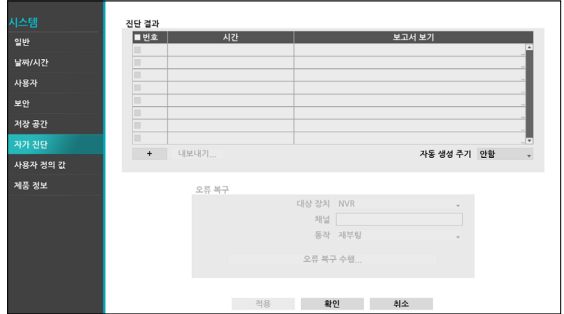 시스템
일반
날짜/시간
사용자
보안
저장 공간
자가 진단
사용자 정의 값
제품 정보
진단 결과
번호 시간 보고서 보기
+ 내보내기... 자동 생성 주기 안함
오류 복구
대상 장치 NVR
채널
동작 재부팅
오류 복구 수행...
적용 확인 취소